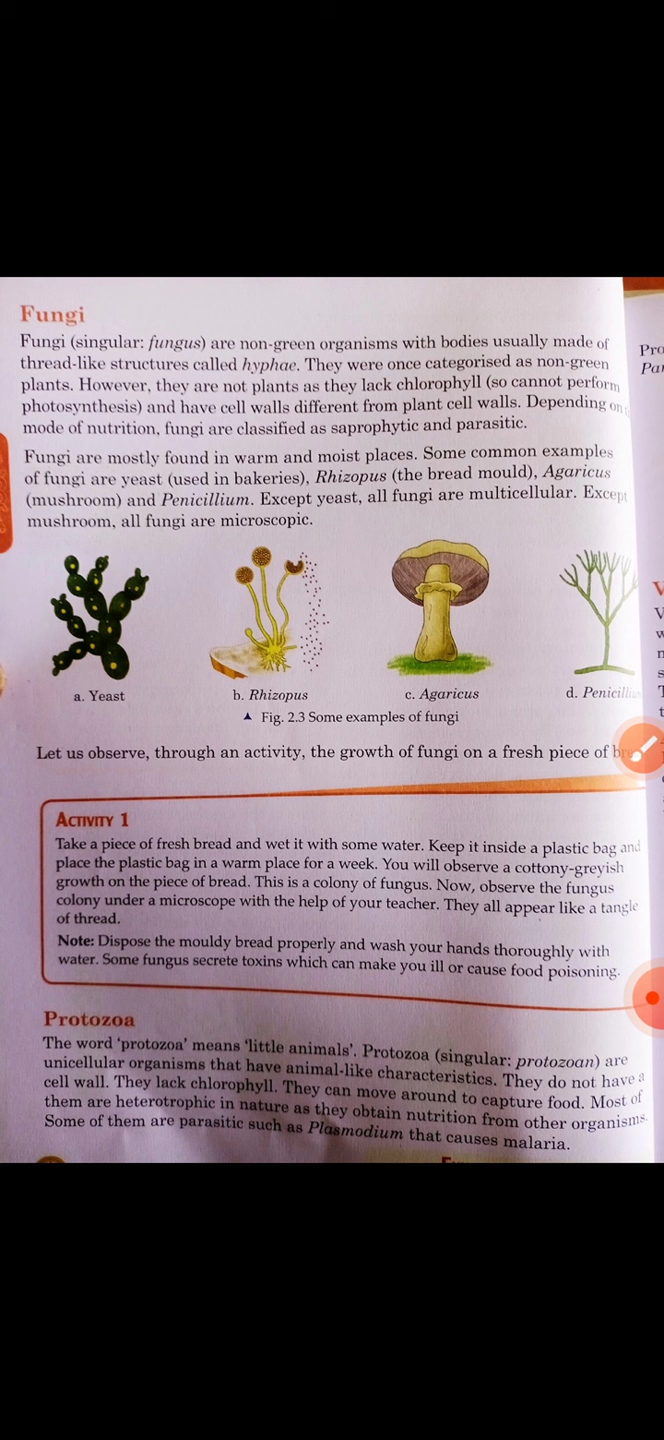 Fungi
Fungi (singular: fungus) are non-green organisms with bodies usually made of
thread-like structures called hyphae. They were once categorised as non-green
plants. However, they are not plants as they lack chlorophyll (so cannot perform
photosynthesis) and have cell walls different from plant cell walls. Depending on
mode of nutrition, fungi are classified as saprophytic and parasitic.
Fungi are mostly found in warm and moist places. Some common examples
of fungi are yeast (used in bakeries), Rhizopus (the bread mould), Agaricus
(mushroom) and Penicillium. Except yeast, all fungi are multicellular. Except
mushroom, all fungi are microscopic.
a. Yeast
b. Rhizopus
c. Agaricus
d.
▲ Fig. 2.3 Some examples of fungi
Let us observe, through an activity, the growth of fungi on a fresh piece of
ACTIVITY 1
Take a piece of fresh bread and wet it with some water. Keep it inside a plastic bag and
place the plastic bag in a warm place for a week. You will observe a cottony-greyish
growth on the piece of bread. This is a colony of fungus. Now, observe the fungus
colony under a microscope with the help of your teacher. They all appear like a tangle
of thread.
Note: Dispose the mouldy bread properly and wash your hands thoroughly with
water. Some fungus secrete toxins which can make you ill or cause food poisoning.
Protozoa
The word 'protozoa' means 'little animals'. Protozoa (singular: protozoan) are
unicellular organisms that have animal-like characteristics. They do not have a
cell wall. They lack chlorophyll. They can move around to capture food. Most of
them are heterotrophic in nature as they obtain nutrition from other organisms.
Some of them are parasitic such as Plasmodium that causes malaria.